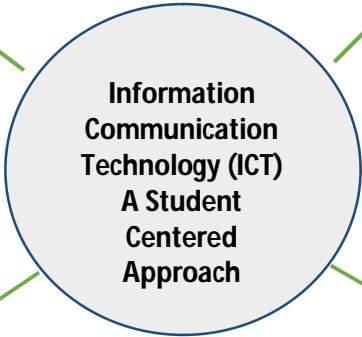 Information
Communication
Technology (ICT)
A Student
Centered
Approach